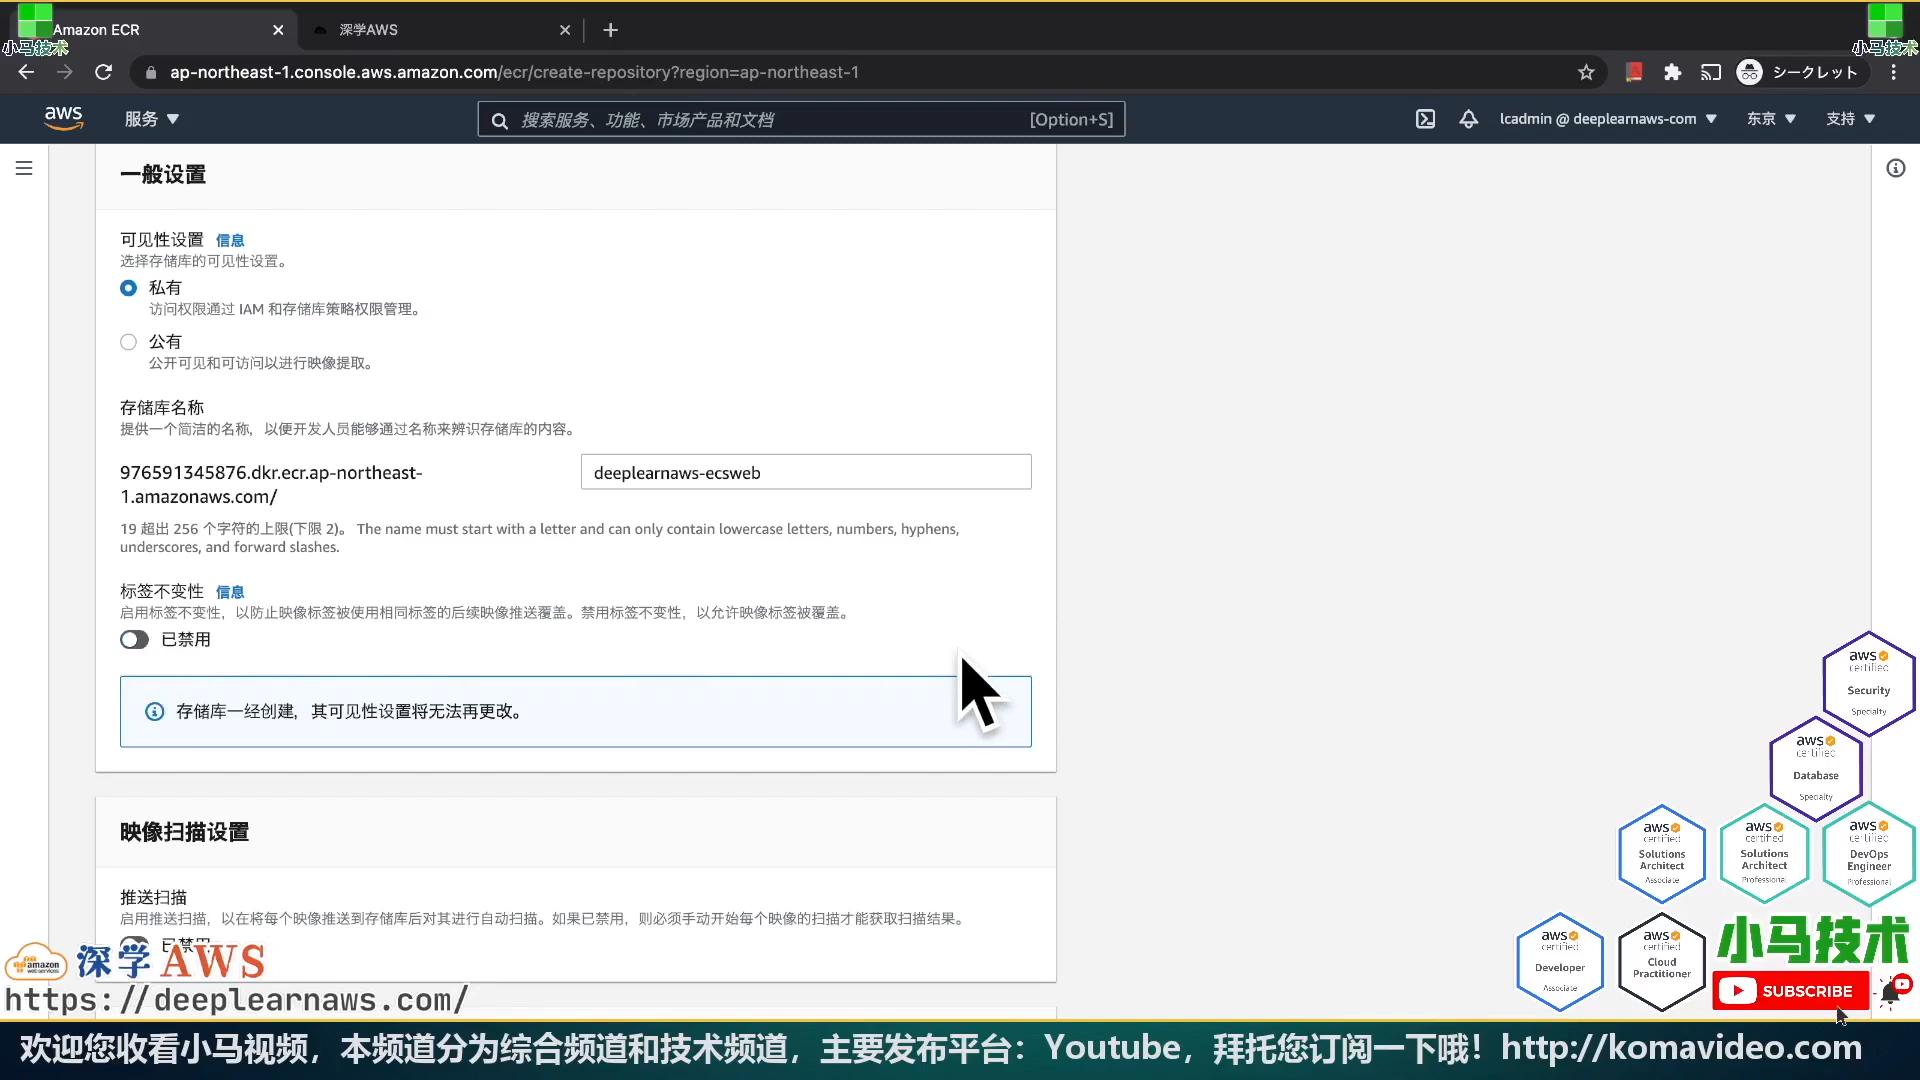 Amazon ECR
深学AWS
小马技术
小马技术
ap-northeast-1.console.aws.amazon.com/ecr/create-repository?region=ap-northeast-1
シークレット
aws
服务
搜索服务、功能、市场产品和文档
[Option+S]
lcadmin @ deeplearnaws-com
东京
支持
一般设置
可见性设置 信息
选择存储库的可见性设置。
私有
访问权限通过 IAM 和存储库策略权限管理。
公有
公开可见和可访问以进行映像提取。
存储库名称
提供一个简洁的名称，以便开发人员能够通过名称来辨识存储库的内容。
976591345876.dkr.ecr.ap-northeast-
1.amazonaws.com/
deeplearnaws-ecsweb
19 超出 256 个字符的上限(下限 2)。 The name must start with a letter and can only contain lowercase letters, numbers, hyphens,
underscores, and forward slashes.
标签不变性 信息
启用标签不变性，以防止映像标签被使用相同标签的后续映像推送覆盖。禁用标签不变性，以允许映像标签被覆盖。
已禁用
存储库一经创建，其可见性设置将无法再更改。
映像扫描设置
推送扫描
启用推送扫描，以在将每个映像推送到存储库后对其进行自动扫描。如果已禁用，则必须手动开始每个映像的扫描才能获取扫描结果。
已禁用
aws
certified
Security
Specialty
aws
certified
Database
Specialty
aws
certified
Solutions
Architect
Associate
aws
certified
Solutions
Architect
Professional
aws
certified
DevOps
Engineer
Professional
aws
certified
Developer
Associate
aws
certified
Cloud
Practitioner
小马技术
SUBSCRIBE
amazon
web services
深学AWS
https://deeplearnaws.com/
欢迎您收看小马视频，本频道分为综合频道和技术频道，主要发布平台：Youtube，拜托您订阅一下哦！http://komavideo.com